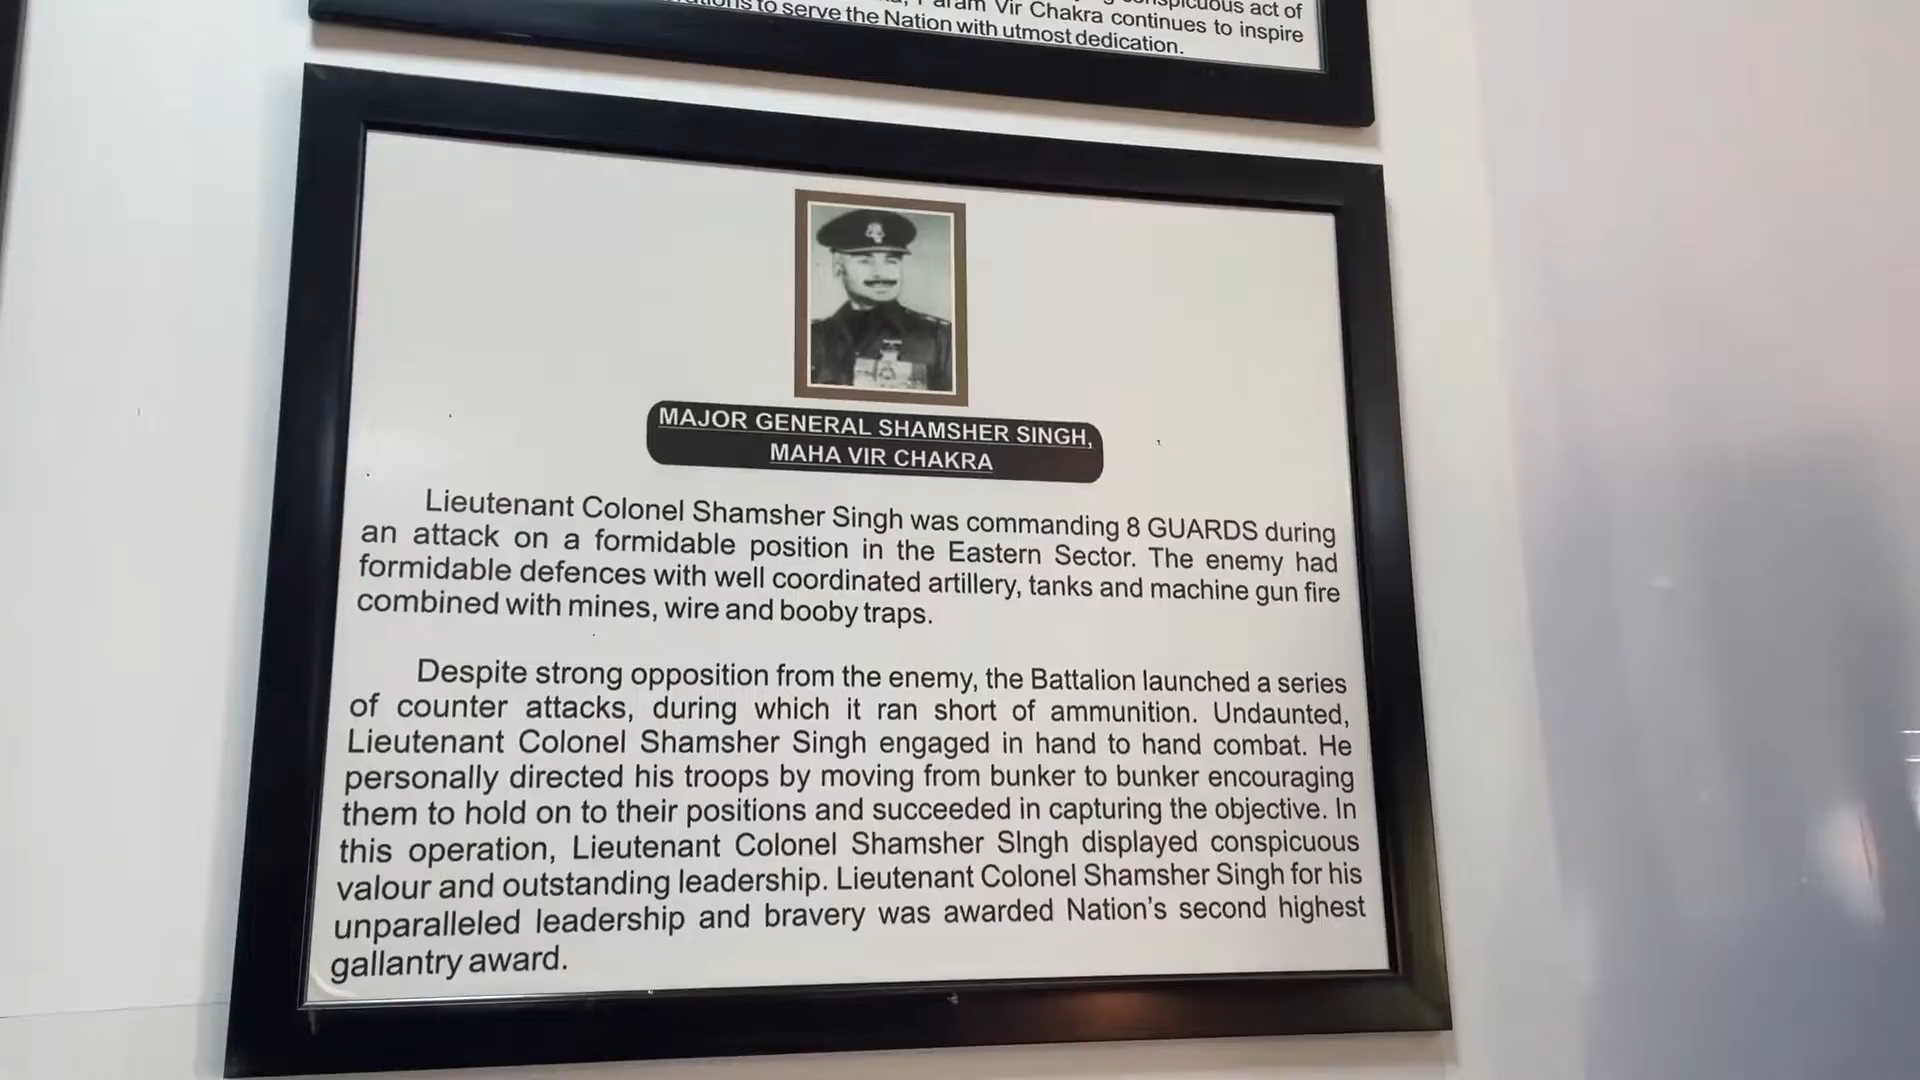 conspicuous act of
Param Vir Chakra continues to inspire
to serve the Nation with utmost dedication.
MAJOR GENERAL SHAMSHER SINGH,
MAHA VIR CHAKRA
Lieutenant Colonel Shamsher Singh was commanding 8 GUARDS during
an attack on a formidable position in the Eastern Sector. The enemy had
formidable defences with well coordinated artillery, tanks and machine gun fire
combined with mines, wire and booby traps.
Despite strong opposition from the enemy, the Battalion launched a series
of counter attacks, during which it ran short of ammunition. Undaunted,
Lieutenant Colonel Shamsher Singh engaged in hand to hand combat. He
personally directed his troops by moving from bunker to bunker encouraging
them to hold on to their positions and succeeded in capturing the objective. In
this operation, Lieutenant Colonel Shamsher SIngh displayed conspicuous
valour and outstanding leadership. Lieutenant Colonel Shamsher Singh for his
unparalleled leadership and bravery was awarded Nation's second highest
gallantry award.